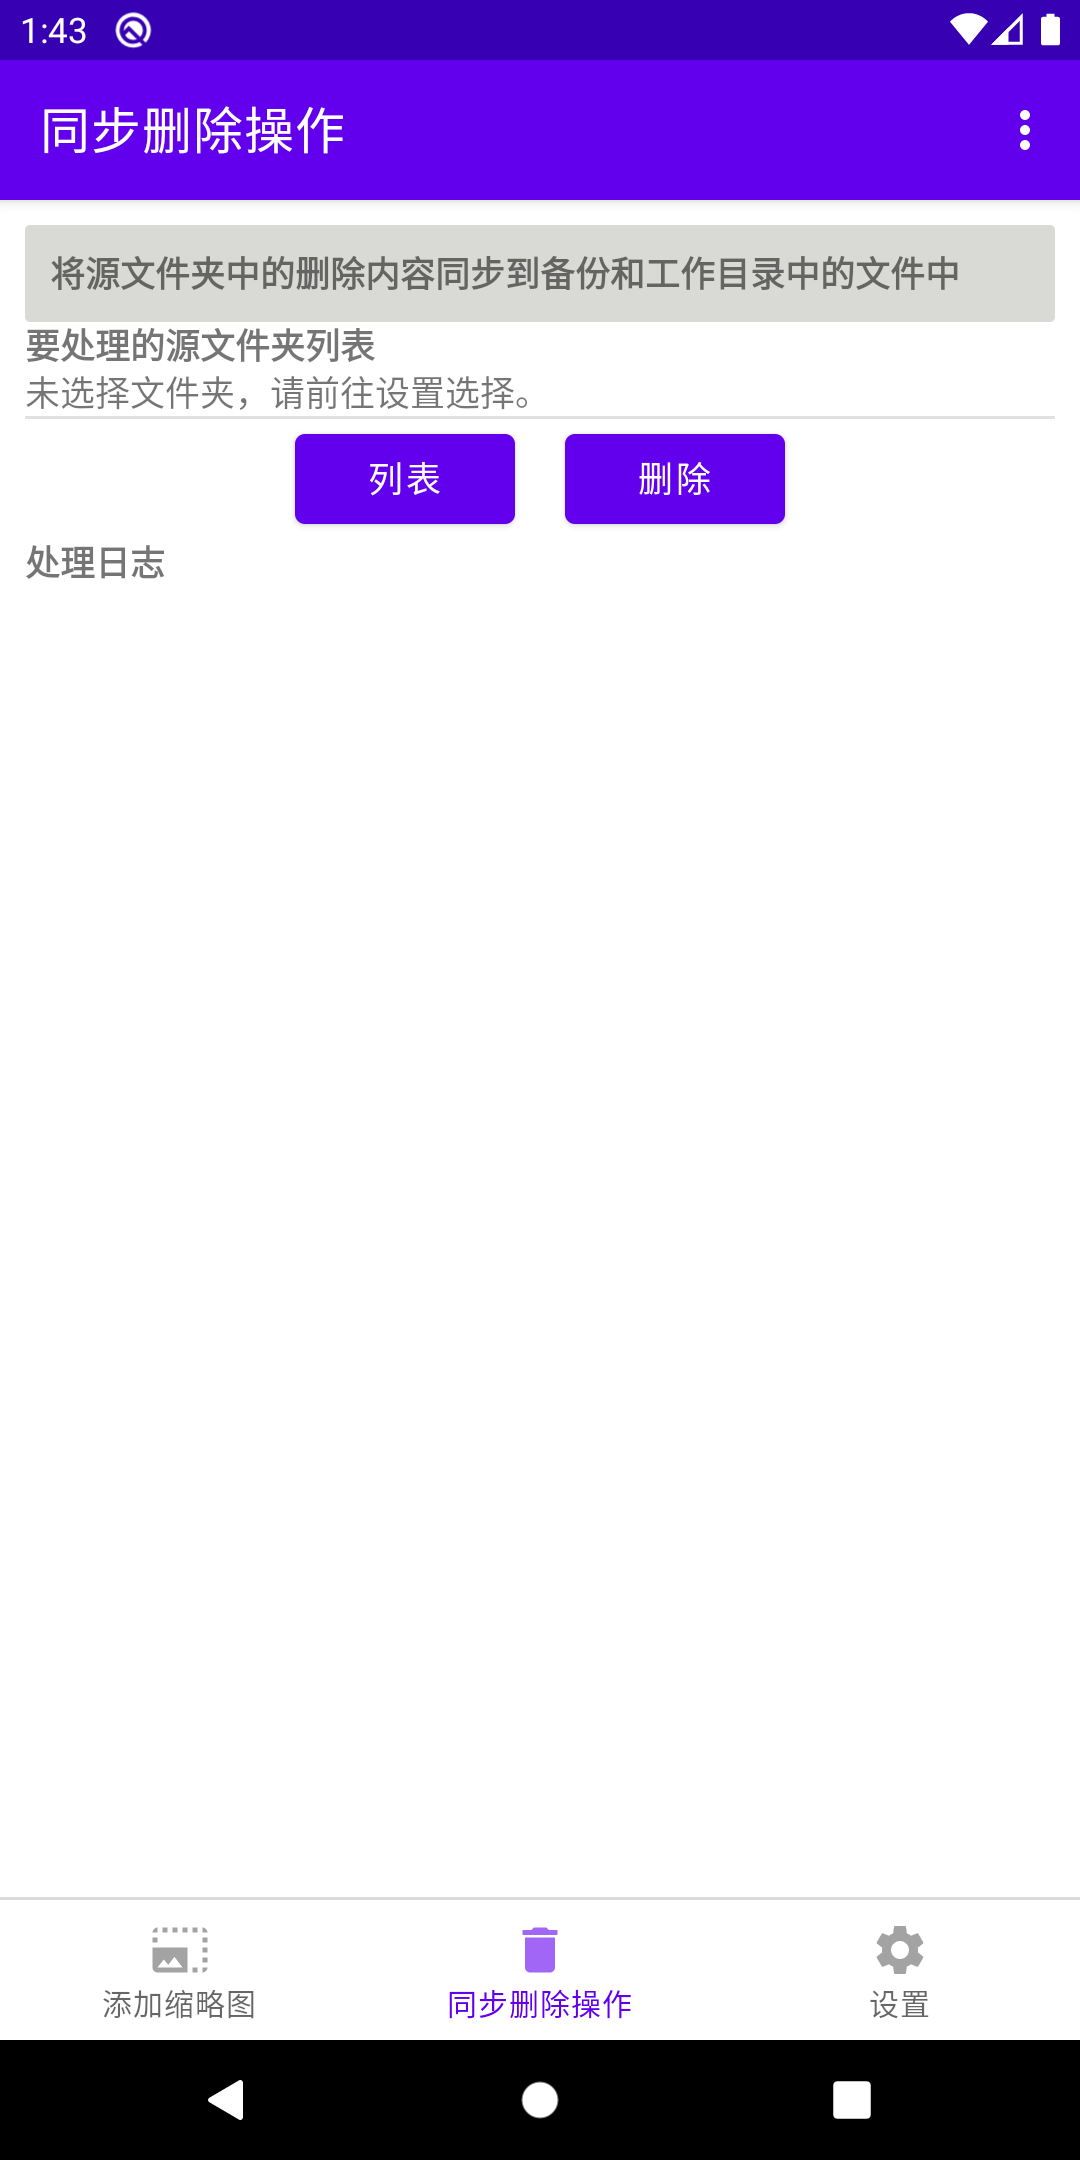 1:43
同步删除操作
将源文件夹中的删除内容同步到备份和工作目录中的文件中
要处理的源文件夹列表
未选择文件夹，请前往设置选择。
列表
删除
处理日志
添加缩略图
同步删除操作
设置